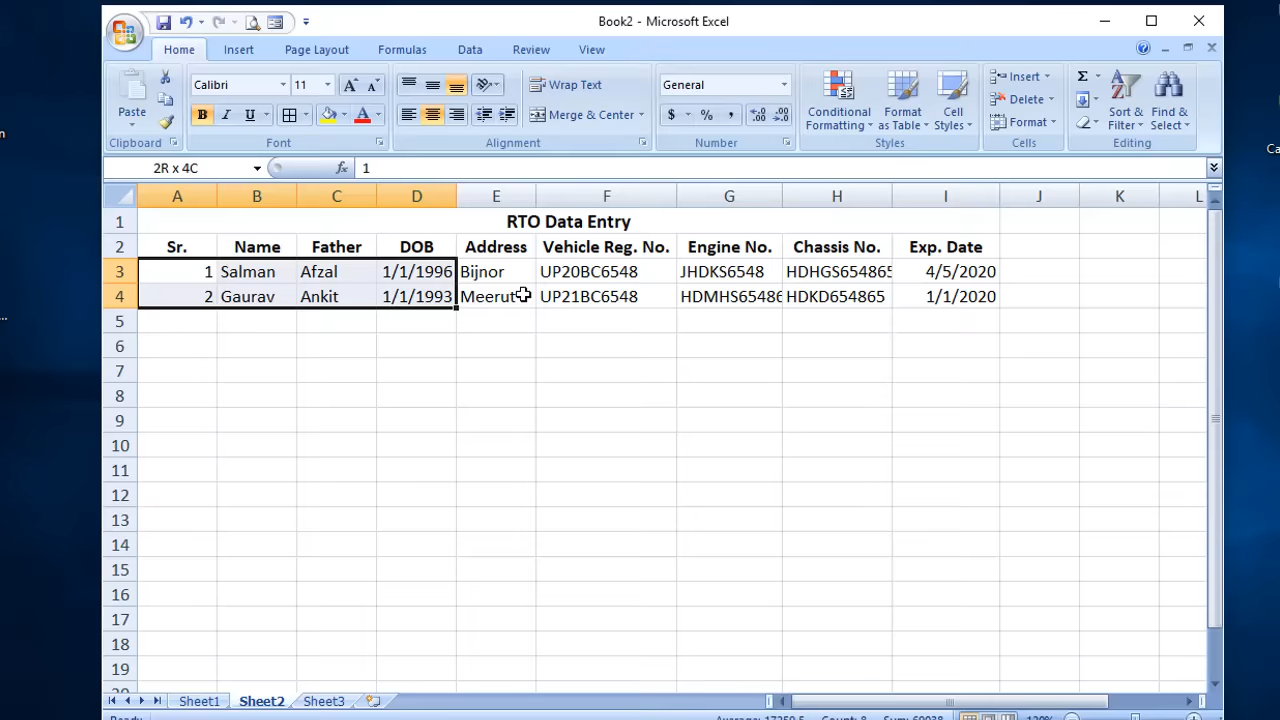 Book2 - Microsoft Excel
Home Insert Page Layout Formulas Data Review View
Calibri 11 Wrap Text General Insert Σ
Paste Conditional Format Cell Delete Sort & Find &
B I U Merge & Center $ % , Formatting as Table Styles Format Filter Select
Clipboard Font Alignment Number Styles Cells Editing
2R x 4C fx 1
A B C D E F G H I J K L
1 RTO Data Entry
2 Sr. Name Father DOB Address Vehicle Reg. No. Engine No. Chassis No. Exp. Date
3 1 Salman Afzal 1/1/1996 Bijnor UP20BC6548 JHDKS6548 HDHGS654865 4/5/2020
4 2 Gaurav Ankit 1/1/1993 Meerut UP21BC6548 HDMHS65486 HDKD654865 1/1/2020
5
6
7
8
9
10
11
12
13
14
15
16
17
18
19
Sheet1 Sheet2 Sheet3